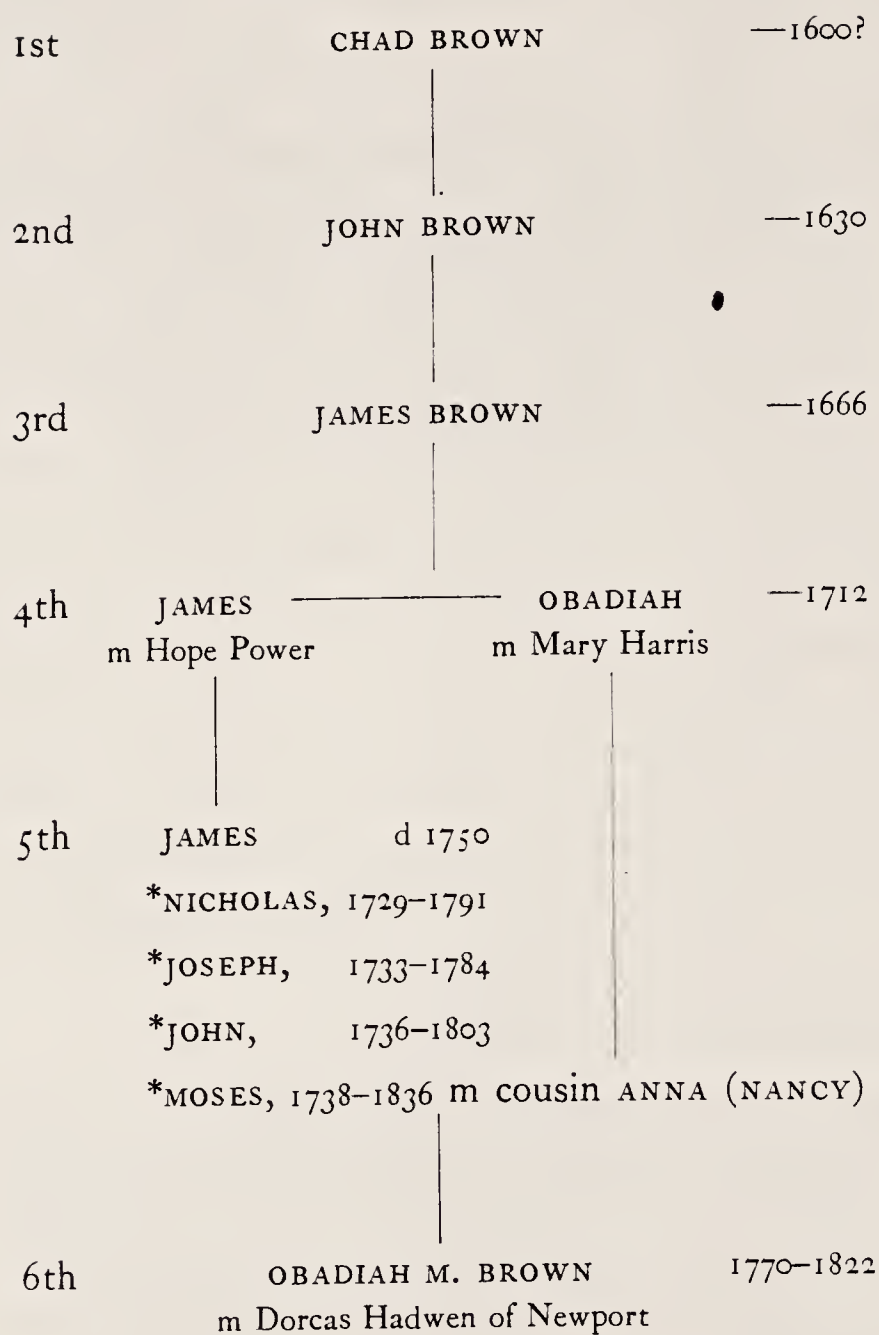 1st CHAD BROWN —1600?
2nd JOHN BROWN —1630
3rd JAMES BROWN —1666
4th JAMES OBADIAH —1712
m Hope Power m Mary Harris
5th JAMES d 1750
*NICHOLAS, 1729–1791
*JOSEPH, 1733–1784
*JOHN, 1736–1803
*MOSES, 1738–1836 m cousin ANNA (NANCY)
6th OBADIAH M. BROWN 1770–1822
m Dorcas Hadwen of Newport